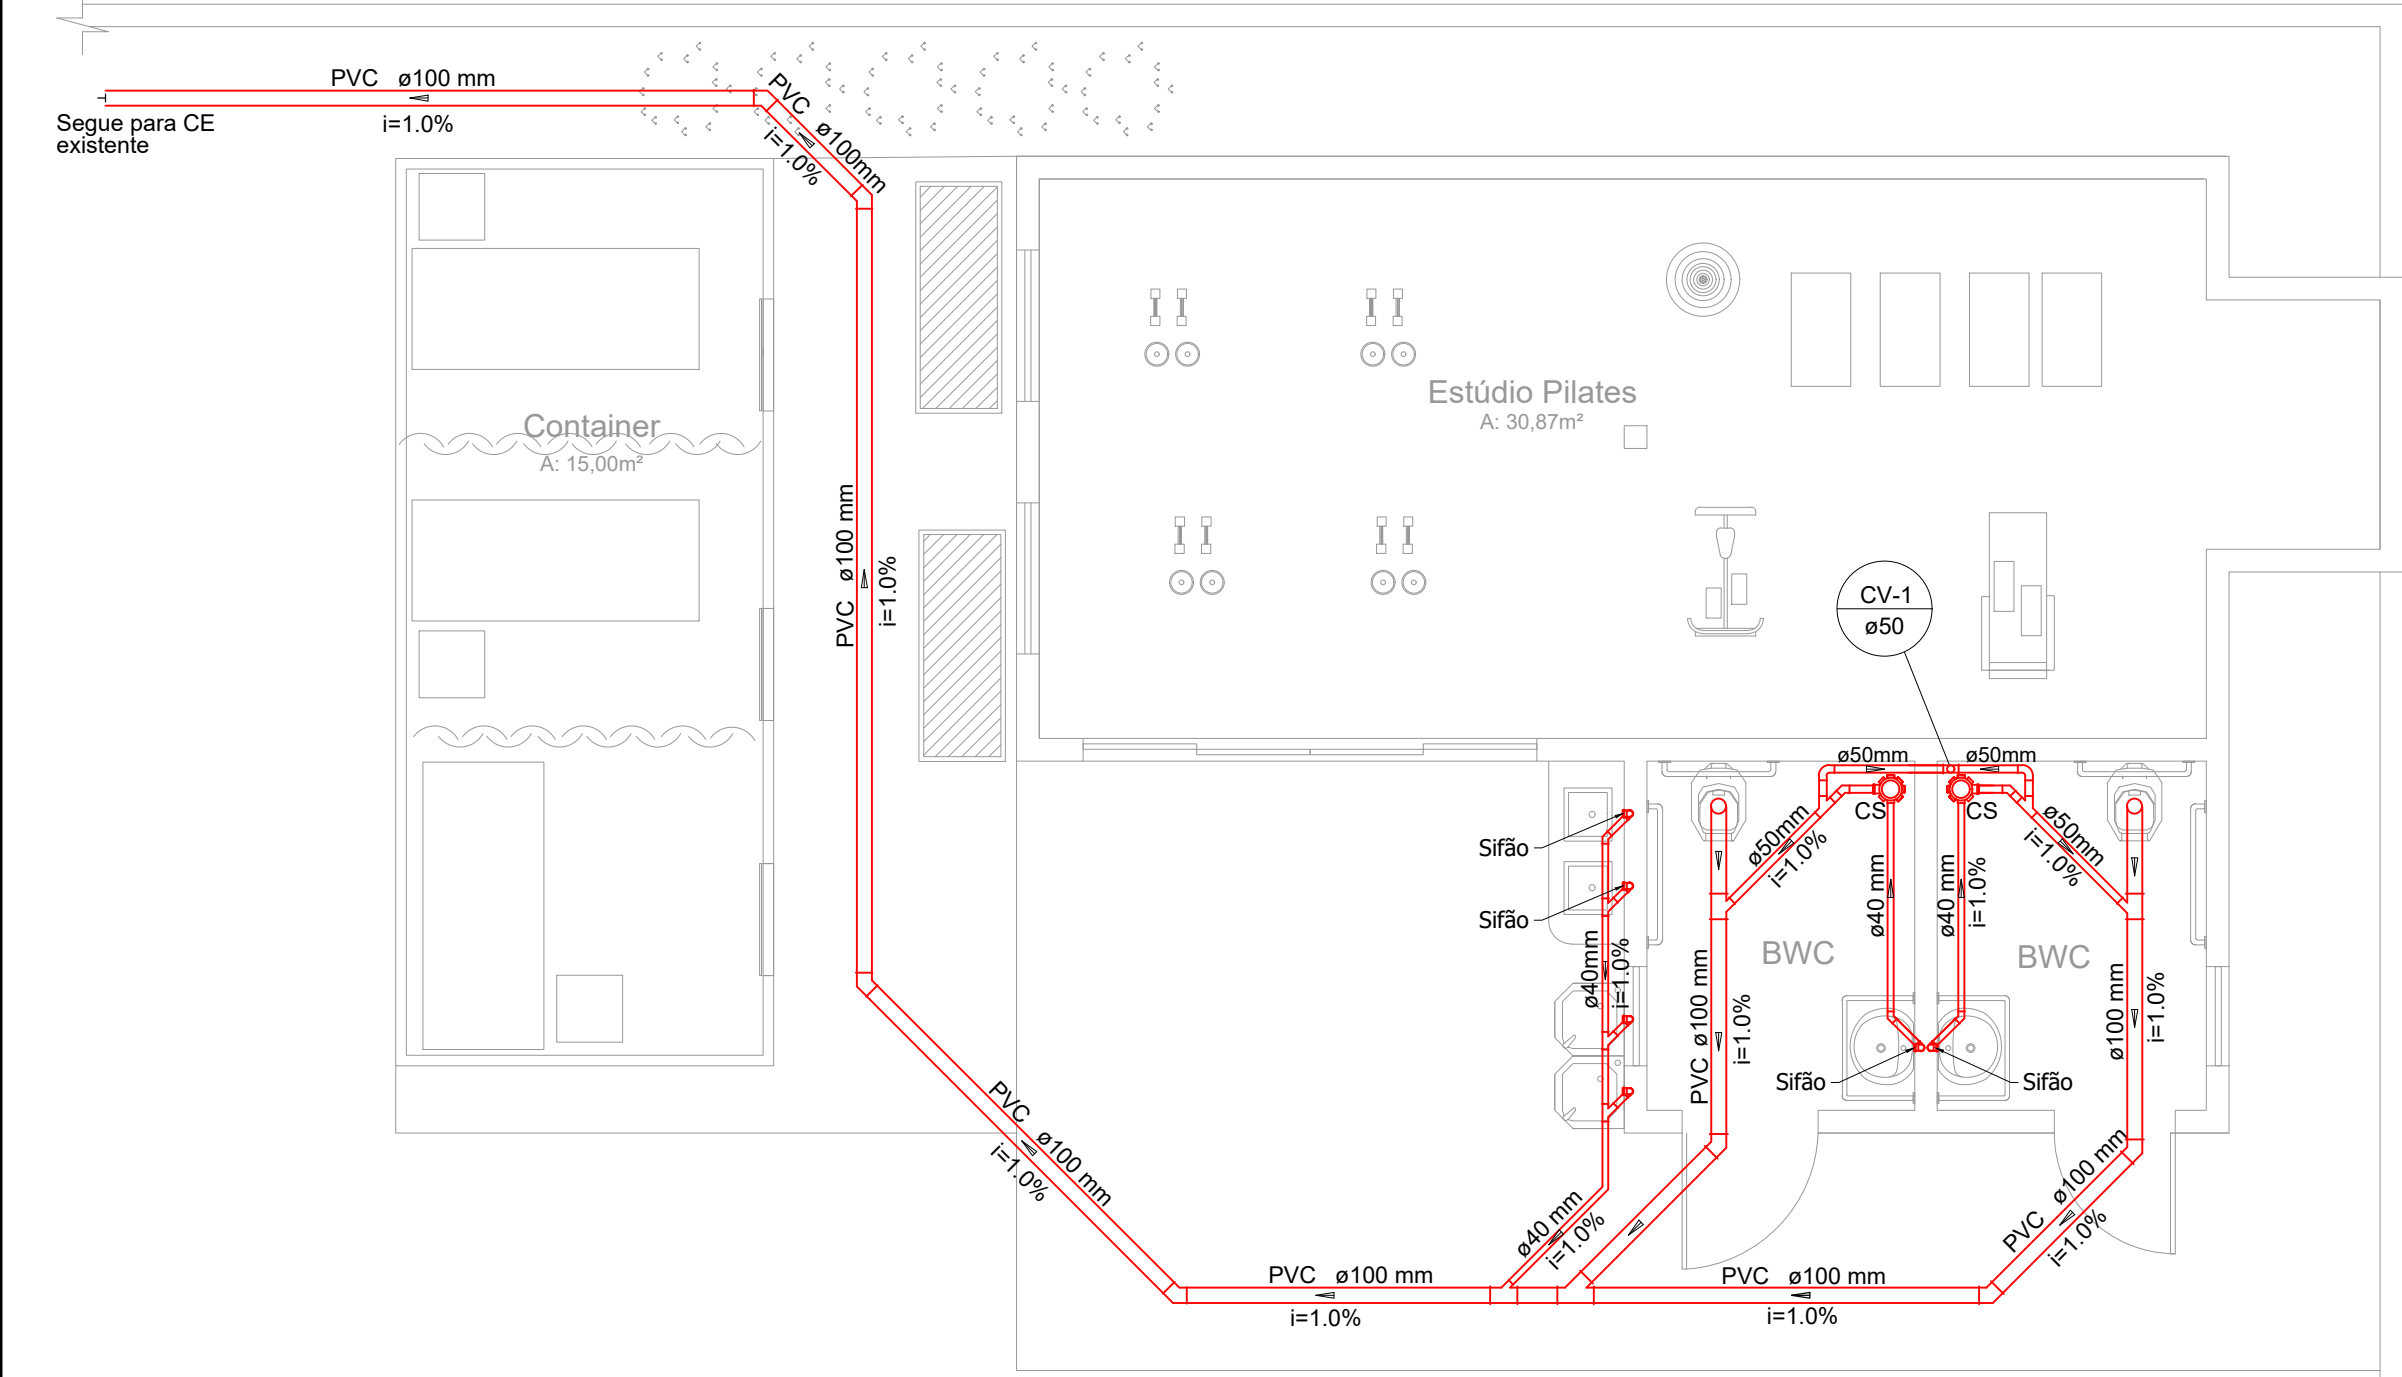 PVC ø100 mm
i=1.0%
Segue para CE
existente
PVC ø100mm
i=1.0%
Container
A: 15,00m²
PVC ø100 mm
i=1.0%
Estúdio Pilates
A: 30,87m²
CV-1
ø50
ø50mm
ø50mm
CS
CS
ø50mm
i=1.0%
ø50mm
i=1.0%
Sifão
Sifão
ø40mm
i=1.0%
ø40 mm
ø40 mm
i=1.0%
BWC
BWC
PVC ø100 mm
i=1.0%
ø100 mm
i=1.0%
Sifão
Sifão
PVC ø100 mm
i=1.0%
ø40 mm
i=1.0%
PVC ø100 mm
i=1.0%
PVC ø100 mm
i=1.0%
PVC ø100 mm
i=1.0%